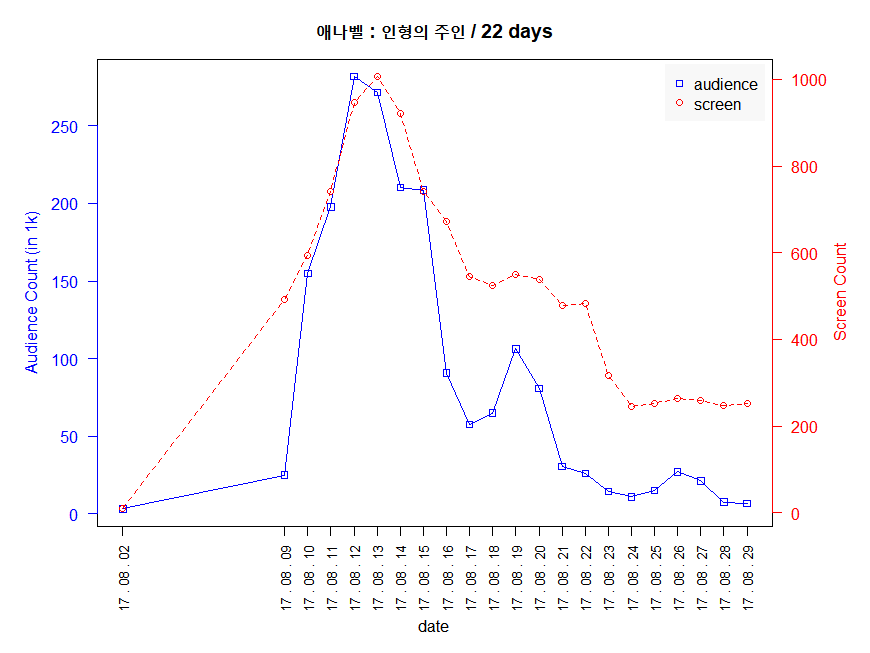 애나벨 : 인형의 주인 / 22 days
audience
screen
Audience Count (in 1k)
0
50
100
150
200
250
Screen Count
0
200
400
600
800
1000
17 . 08 . 02
17 . 08 . 09
17 . 08 . 10
17 . 08 . 11
17 . 08 . 12
17 . 08 . 13
17 . 08 . 14
17 . 08 . 15
17 . 08 . 16
17 . 08 . 17
17 . 08 . 18
17 . 08 . 19
17 . 08 . 20
17 . 08 . 21
17 . 08 . 22
17 . 08 . 23
17 . 08 . 24
17 . 08 . 25
17 . 08 . 26
17 . 08 . 27
17 . 08 . 28
17 . 08 . 29
date